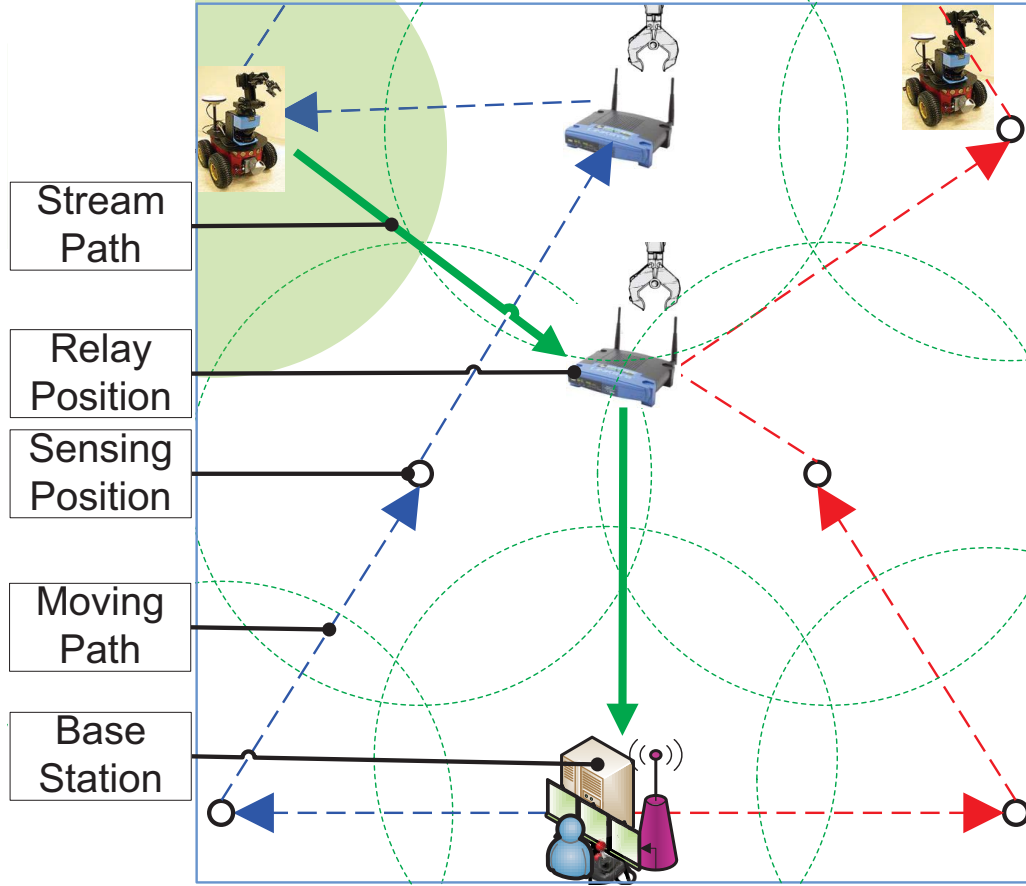 Stream
Path
Relay
Position
Sensing
Position
Moving
Path
Base
Station